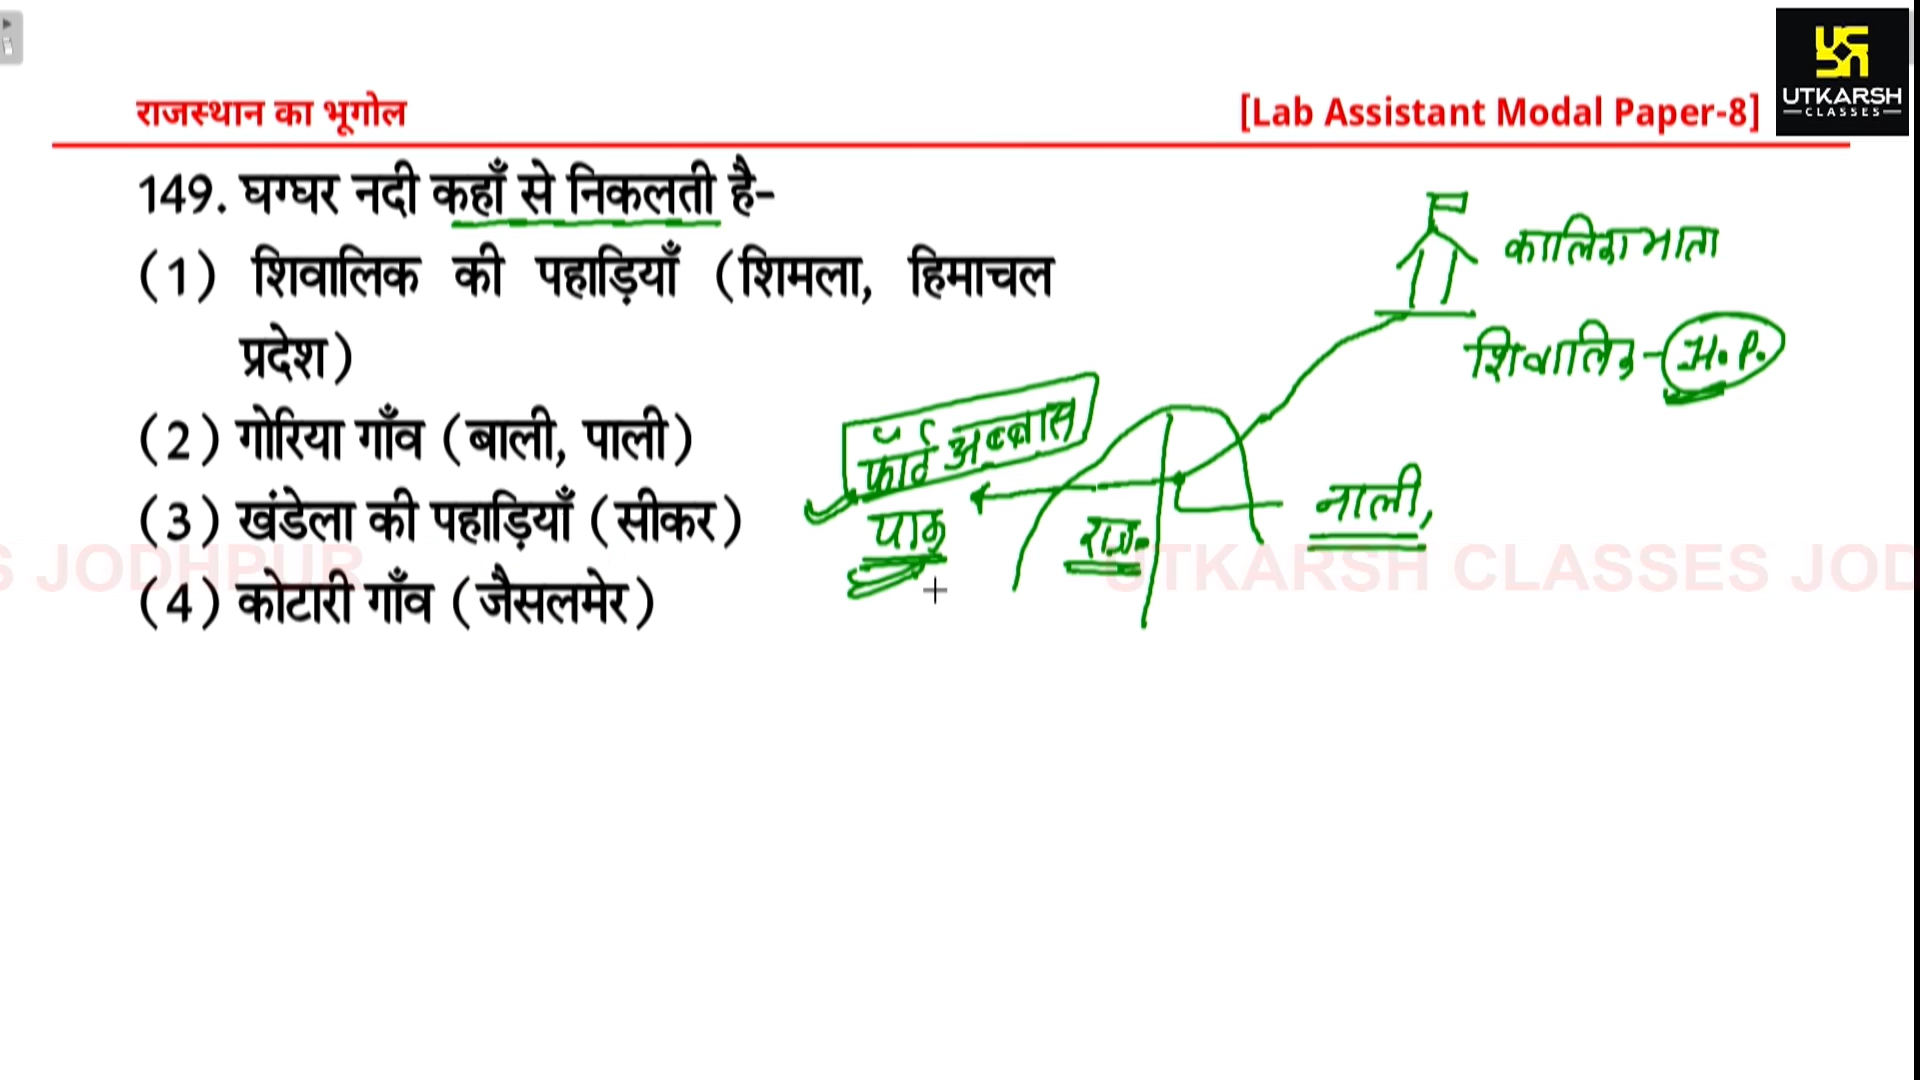 UTKARSH
CLASSES
राजस्थान का भूगोल
[Lab Assistant Modal Paper-8]
149. घग्घर नदी कहाँ से निकलती है-
(1) शिवालिक की पहाड़ियाँ (शिमला, हिमाचल
प्रदेश)
(2) गोरिया गाँव (बाली, पाली)
(3) खंडेला की पहाड़ियाँ (सीकर)
(4) कोटारी गाँव (जैसलमेर)
कालिका माता
शिवालिक - H.P.
फोर्ट अब्बास
पाक
राज.
नाली,
S JODHPUR
UTKARSH CLASSES JOD